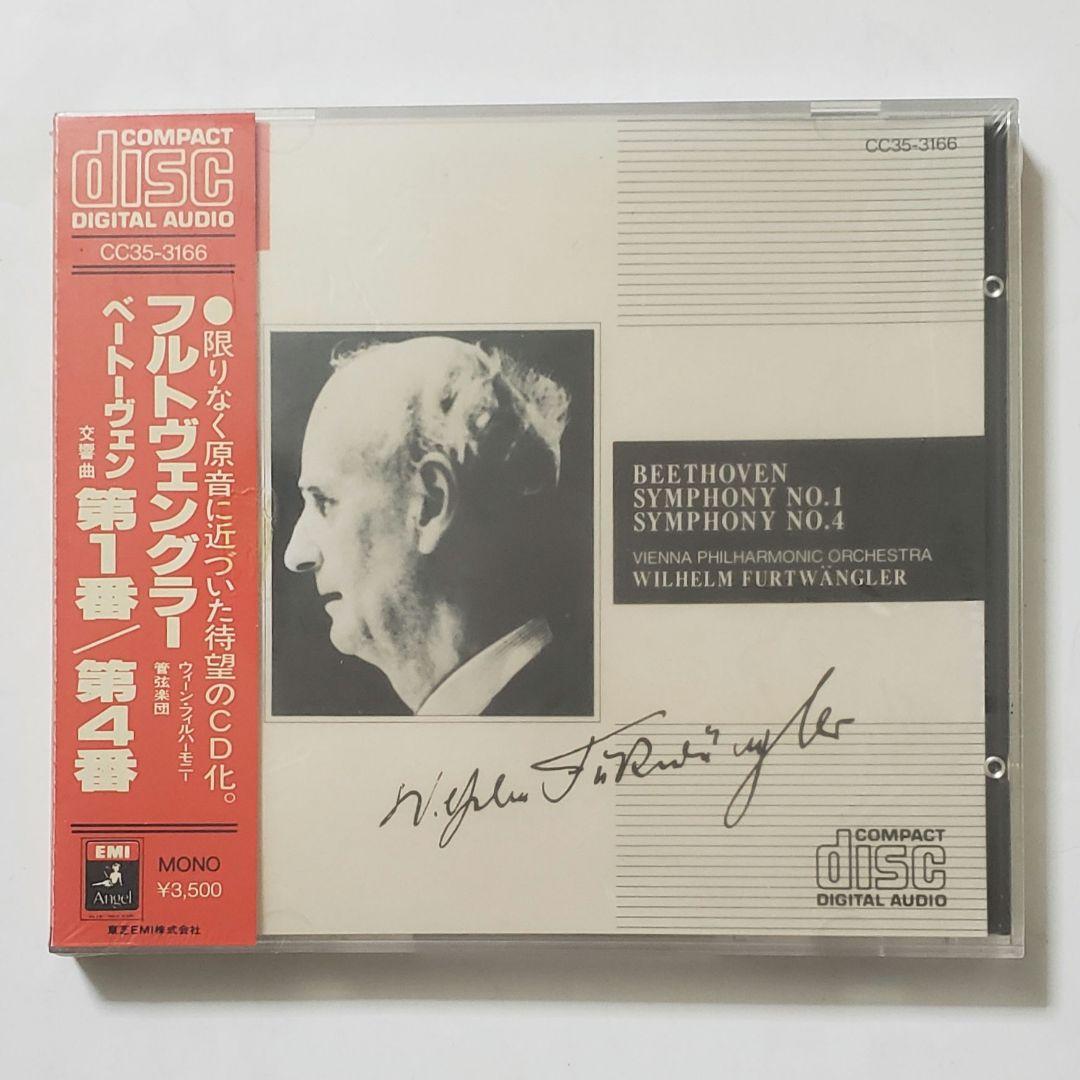 COMPACT
disc
DIGITAL AUDIO
CC35-3166
●限りなく原音に近づいた待望のCD化。
フルトヴェングラー
ウィーン・フィルハーモニー
管弦楽団
ベートーヴェン
交響曲
第1番/第4番
EMI
Angel
MONO
¥3,500
東芝EMI株式会社
CC35-3166
BEETHOVEN
SYMPHONY NO.1
SYMPHONY NO.4
VIENNA PHILHARMONIC ORCHESTRA
WILHELM FURTWÄNGLER
Wilhelm Furtwängler
COMPACT
disc
DIGITAL AUDIO